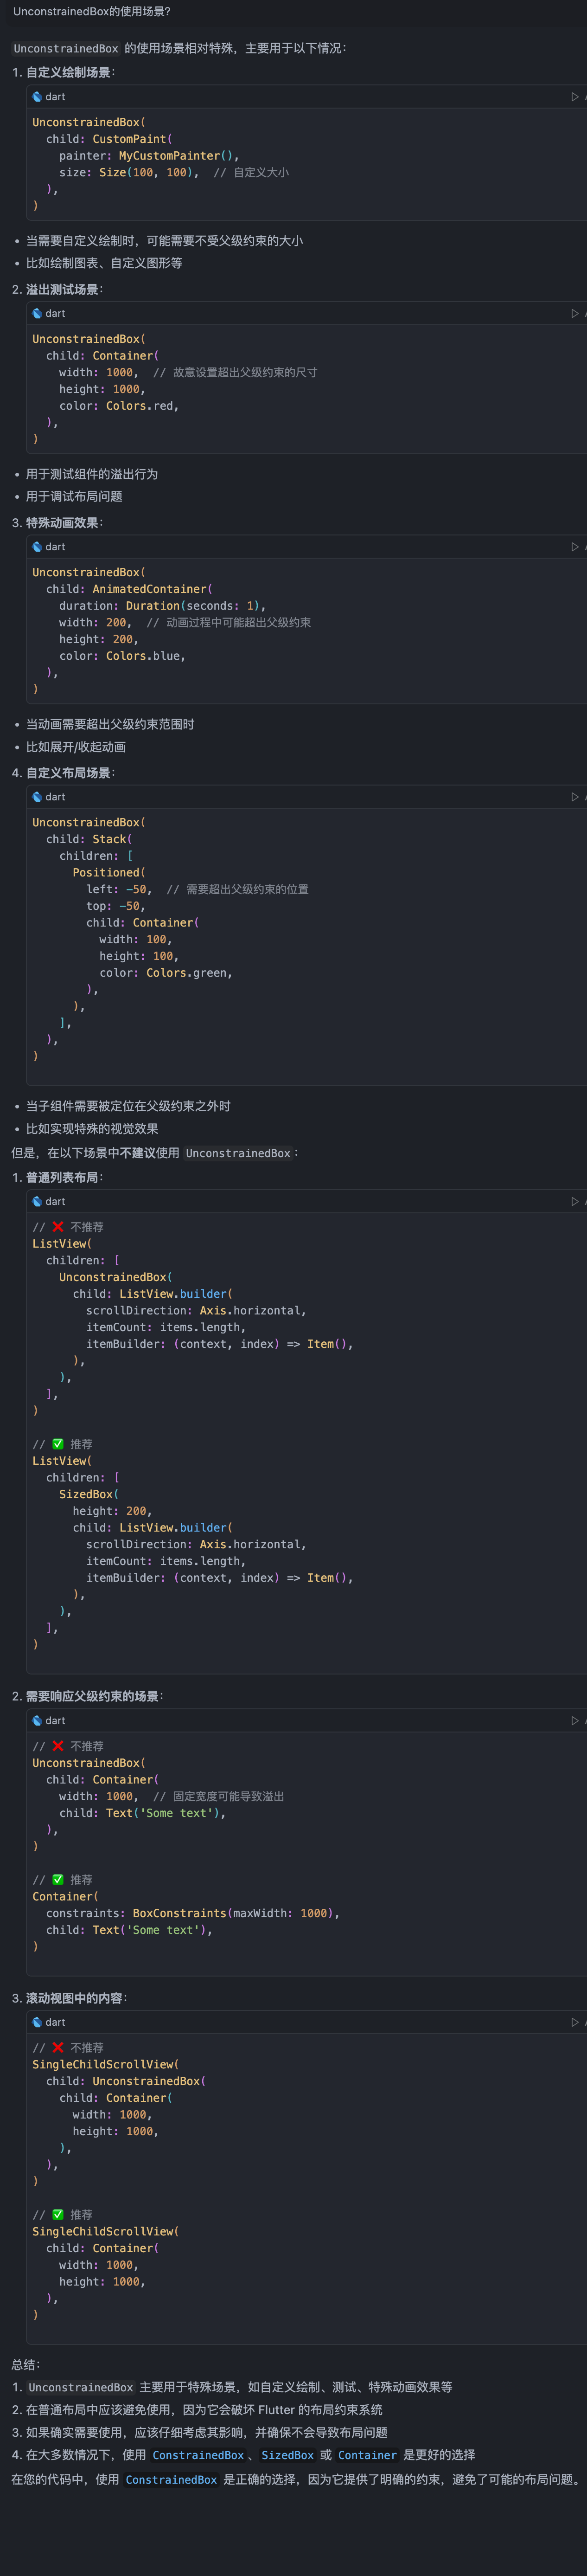 UnconstrainedBox的使用场景?
UnconstrainedBox 的使用场景相对特殊，主要用于以下情况：
1. 自定义绘制场景：
dart
UnconstrainedBox(
  child: CustomPaint(
    painter: MyCustomPainter(),
    size: Size(100, 100),  // 自定义大小
  ),
)
• 当需要自定义绘制时，可能需要不受父级约束的大小
• 比如绘制图表、自定义图形等
2. 溢出测试场景：
dart
UnconstrainedBox(
  child: Container(
    width: 1000,  // 故意设置超出父级约束的尺寸
    height: 1000,
    color: Colors.red,
  ),
)
• 用于测试组件的溢出行为
• 用于调试布局问题
3. 特殊动画效果：
dart
UnconstrainedBox(
  child: AnimatedContainer(
    duration: Duration(seconds: 1),
    width: 200,  // 动画过程中可能超出父级约束
    height: 200,
    color: Colors.blue,
  ),
)
• 当动画需要超出父级约束范围时
• 比如展开/收起动画
4. 自定义布局场景：
dart
UnconstrainedBox(
  child: Stack(
    children: [
      Positioned(
        left: -50,  // 需要超出父级约束的位置
        top: -50,
        child: Container(
          width: 100,
          height: 100,
          color: Colors.green,
        ),
      ),
    ],
  ),
)
• 当子组件需要被定位在父级约束之外时
• 比如实现特殊的视觉效果
但是，在以下场景中不建议使用 UnconstrainedBox：
1. 普通列表布局：
dart
// ❌ 不推荐
ListView(
  children: [
    UnconstrainedBox(
      child: ListView.builder(
        scrollDirection: Axis.horizontal,
        itemCount: items.length,
        itemBuilder: (context, index) => Item(),
      ),
    ),
  ],
)
// ✅ 推荐
ListView(
  children: [
    SizedBox(
      height: 200,
      child: ListView.builder(
        scrollDirection: Axis.horizontal,
        itemCount: items.length,
        itemBuilder: (context, index) => Item(),
      ),
    ),
  ],
)
2. 需要响应父级约束的场景：
dart
// ❌ 不推荐
UnconstrainedBox(
  child: Container(
    width: 1000,  // 固定宽度可能导致溢出
    child: Text('Some text'),
  ),
)
// ✅ 推荐
Container(
  constraints: BoxConstraints(maxWidth: 1000),
  child: Text('Some text'),
)
3. 滚动视图中的内容：
dart
// ❌ 不推荐
SingleChildScrollView(
  child: UnconstrainedBox(
    child: Container(
      width: 1000,
      height: 1000,
    ),
  ),
)
// ✅ 推荐
SingleChildScrollView(
  child: Container(
    width: 1000,
    height: 1000,
  ),
)
总结：
1. UnconstrainedBox 主要用于特殊场景，如自定义绘制、测试、特殊动画效果等
2. 在普通布局中应该避免使用，因为它会破坏 Flutter 的布局约束系统
3. 如果确实需要使用，应该仔细考虑其影响，并确保不会导致布局问题
4. 在大多数情况下，使用 ConstrainedBox、SizedBox 或 Container 是更好的选择
在您的代码中，使用 ConstrainedBox 是正确的选择，因为它提供了明确的约束，避免了可能的布局问题。